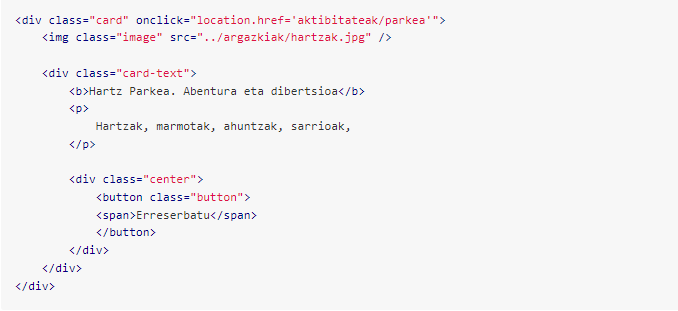 <div class="card" onclick="location.href='aktibitateak/parkea'">
    <img class="image" src="../argazkiak/hartzak.jpg" />
    <div class="card-text">
        <b>Hartz Parkea. Abentura eta dibertsioa</b>
        <p>
            Hartzak, marmotak, ahuntzak, sarrioak,
        </p>
        <div class="center">
            <button class="button">
            <span>Erreserbatu</span>
            </button>
        </div>
    </div>
</div>